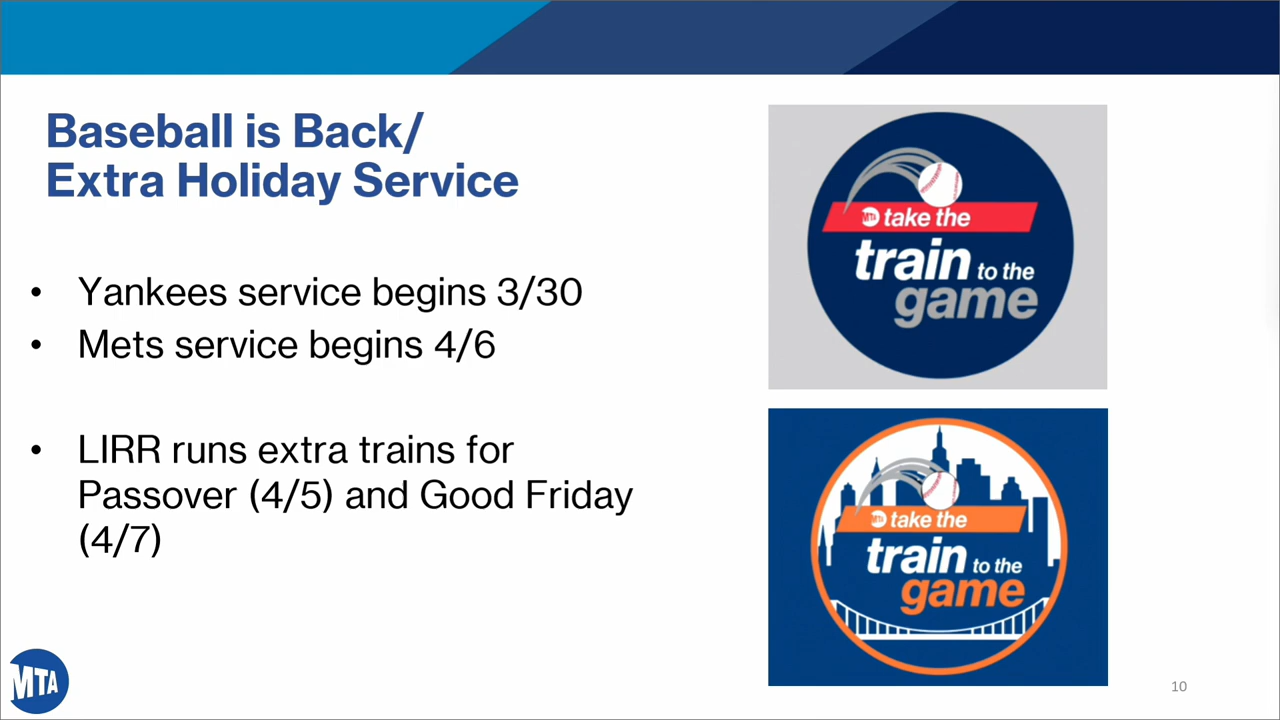 Baseball is Back/
Extra Holiday Service
• Yankees service begins 3/30
• Mets service begins 4/6
• LIRR runs extra trains for
Passover (4/5) and Good Friday
(4/7)
MTA take the
train to the
game
MTA take the
train to the
game
MTA
10